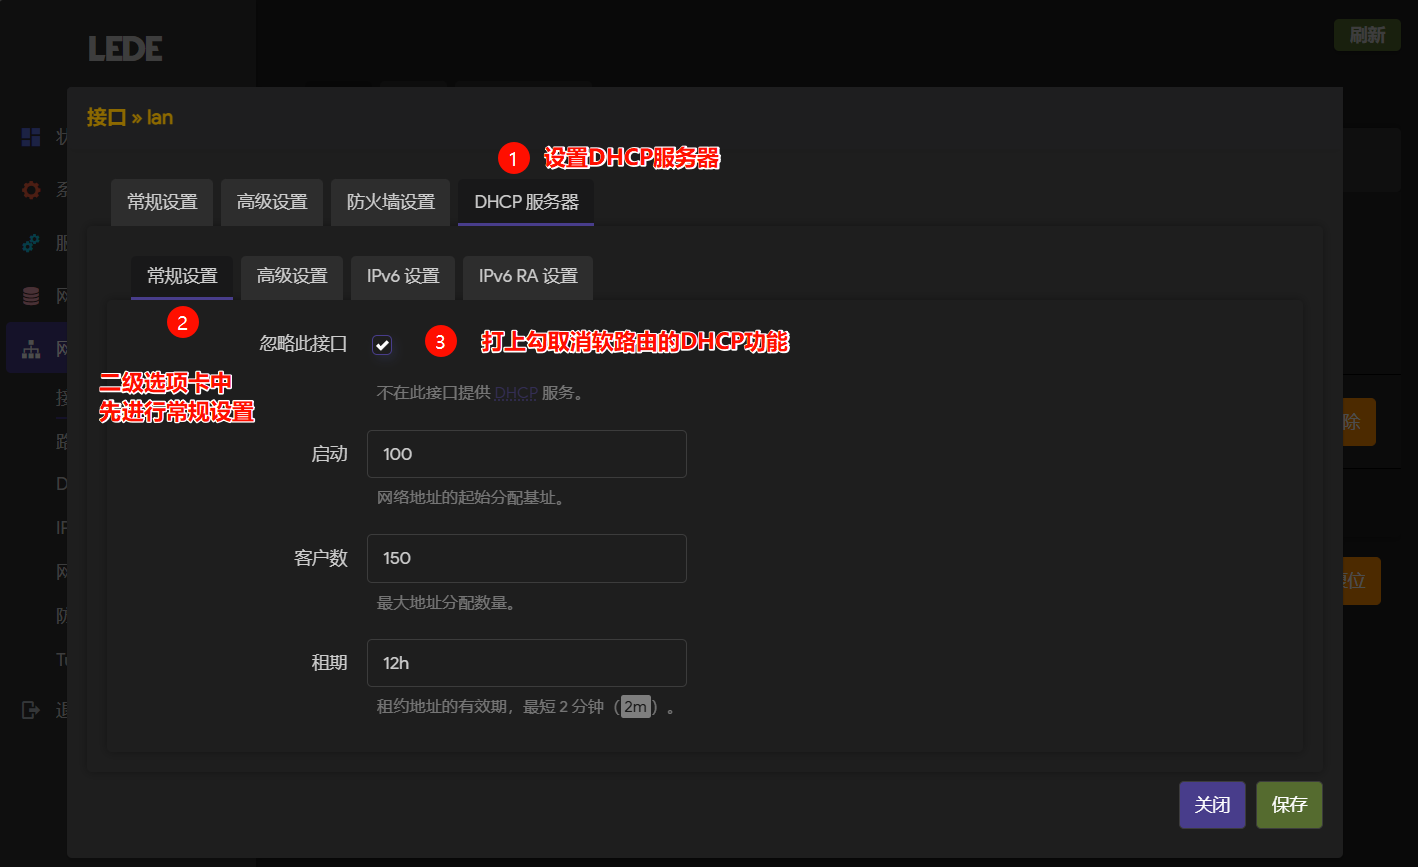 LEDE
刷新
接口 » lan
1 设置DHCP服务器
常规设置 高级设置 防火墙设置 DHCP 服务器
常规设置 高级设置 IPv6 设置 IPv6 RA 设置
2
忽略此接口 3 打上勾取消软路由的DHCP功能
二级选项卡中
先进行常规设置
不在此接口提供 DHCP 服务。
除
启动 100
网络地址的起始分配基址。
客户数 150
最大地址分配数量。
位
租期 12h
租约地址的有效期，最短 2 分钟（2m）。
关闭 保存